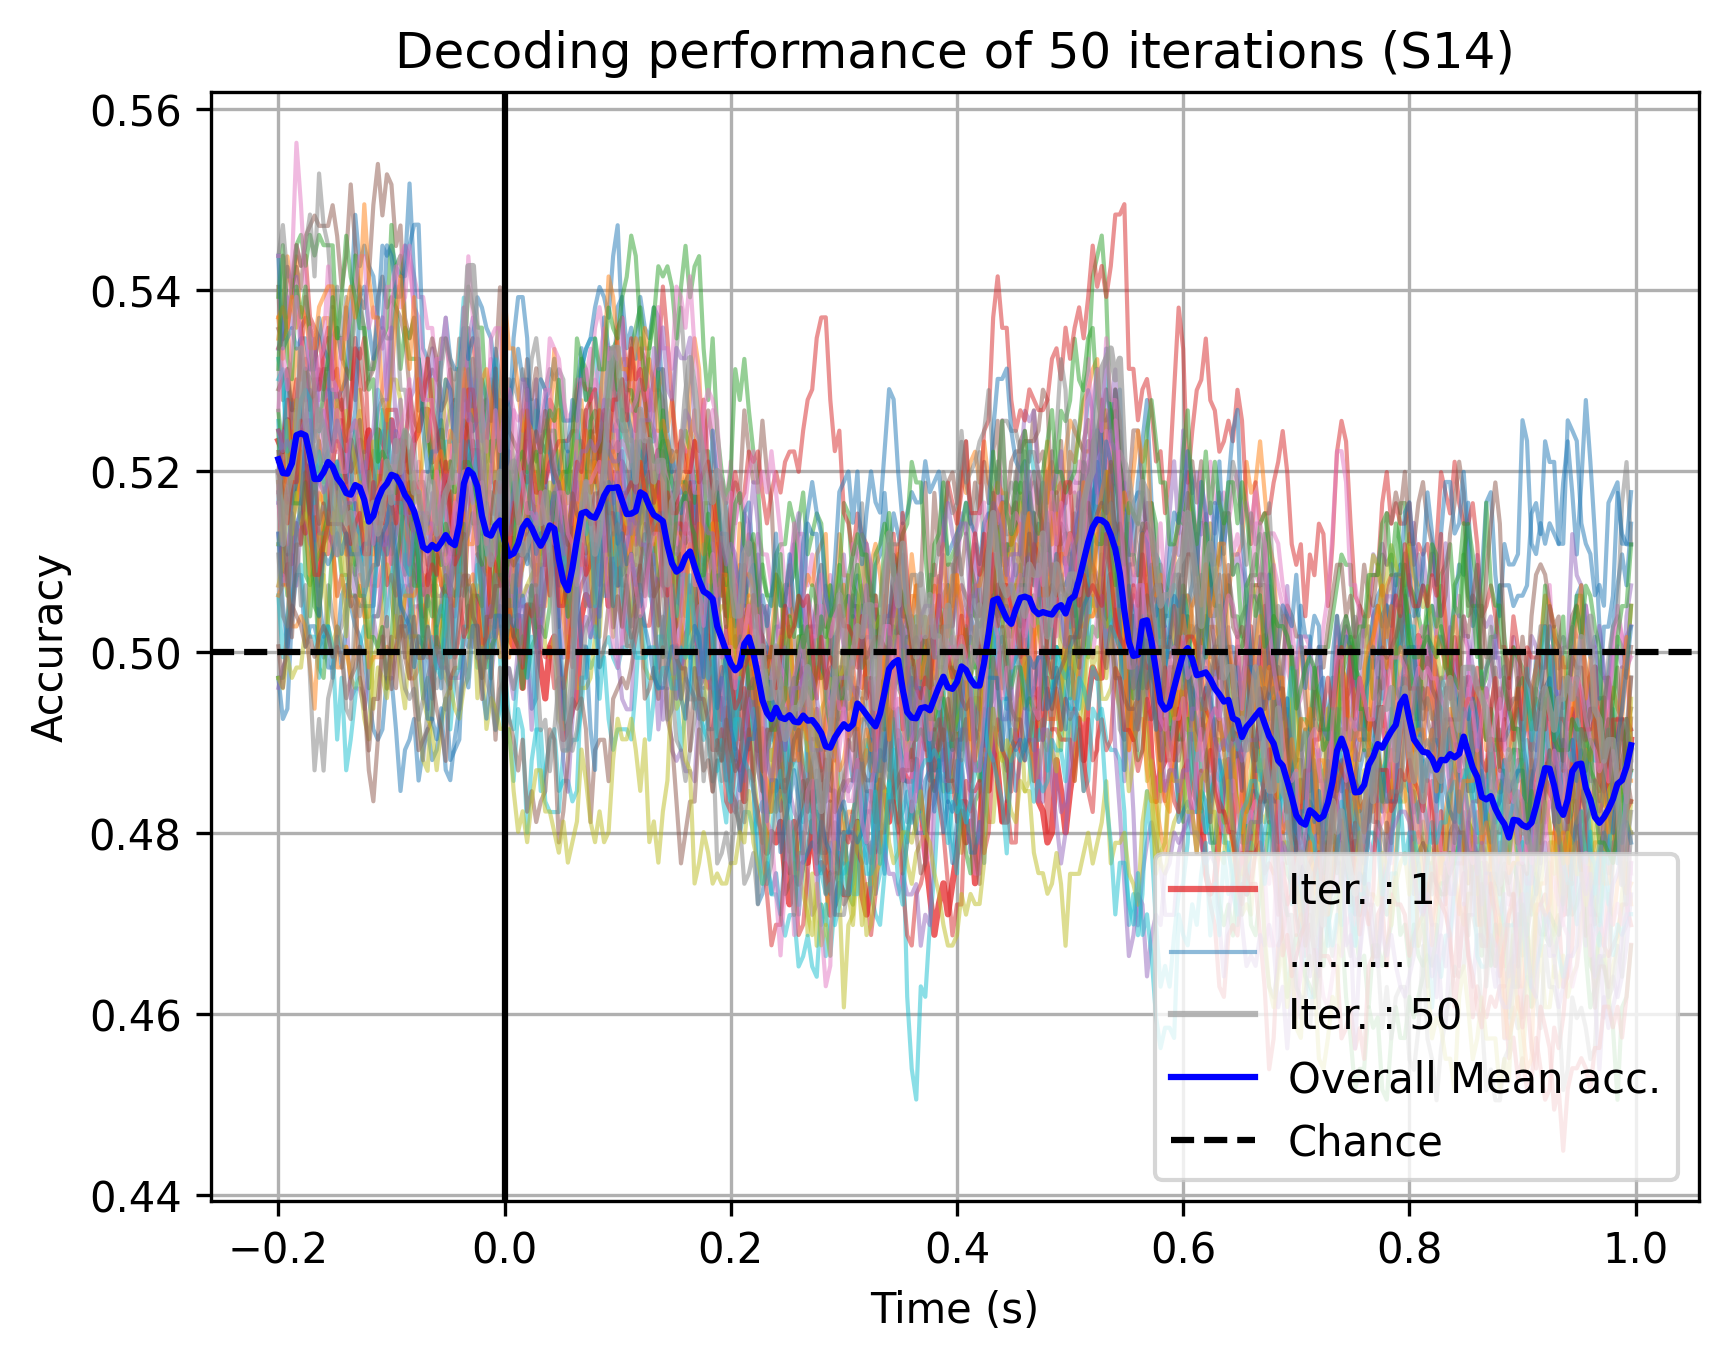 Decoding performance of 50 iterations (S14)
0.56
0.54
0.52
0.50
0.48
0.46
0.44
Accuracy
Iter. : 1
.........
Iter. : 50
Overall Mean acc.
Chance
−0.2 0.0 0.2 0.4 0.6 0.8 1.0
Time (s)